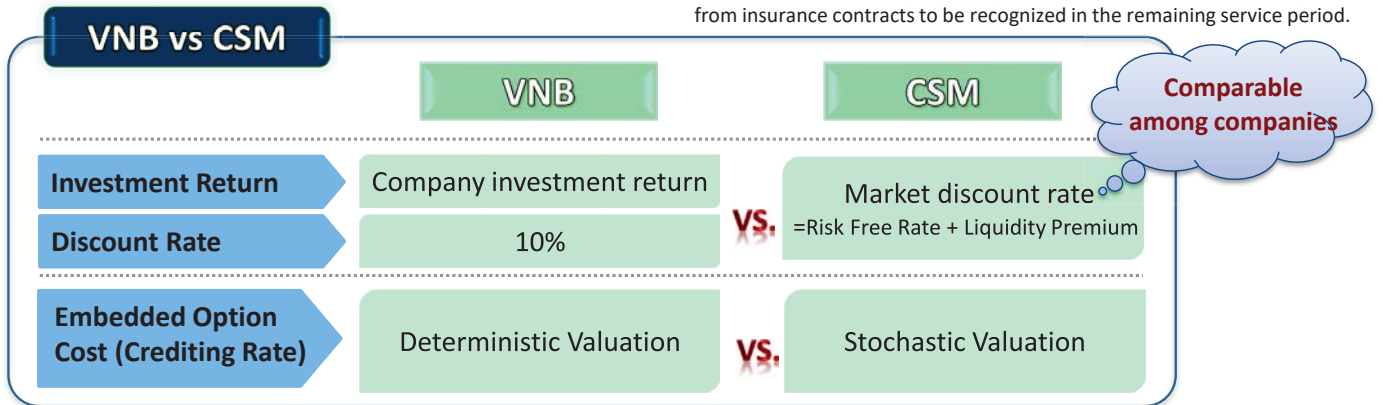 from insurance contracts to be recognized in the remaining service period.
VNB vs CSM
VNB
CSM
Comparable
among companies
Investment Return
Company investment return
Discount Rate
10%
VS.
Market discount rate
=Risk Free Rate + Liquidity Premium
Embedded Option
Cost (Crediting Rate)
Deterministic Valuation
VS.
Stochastic Valuation